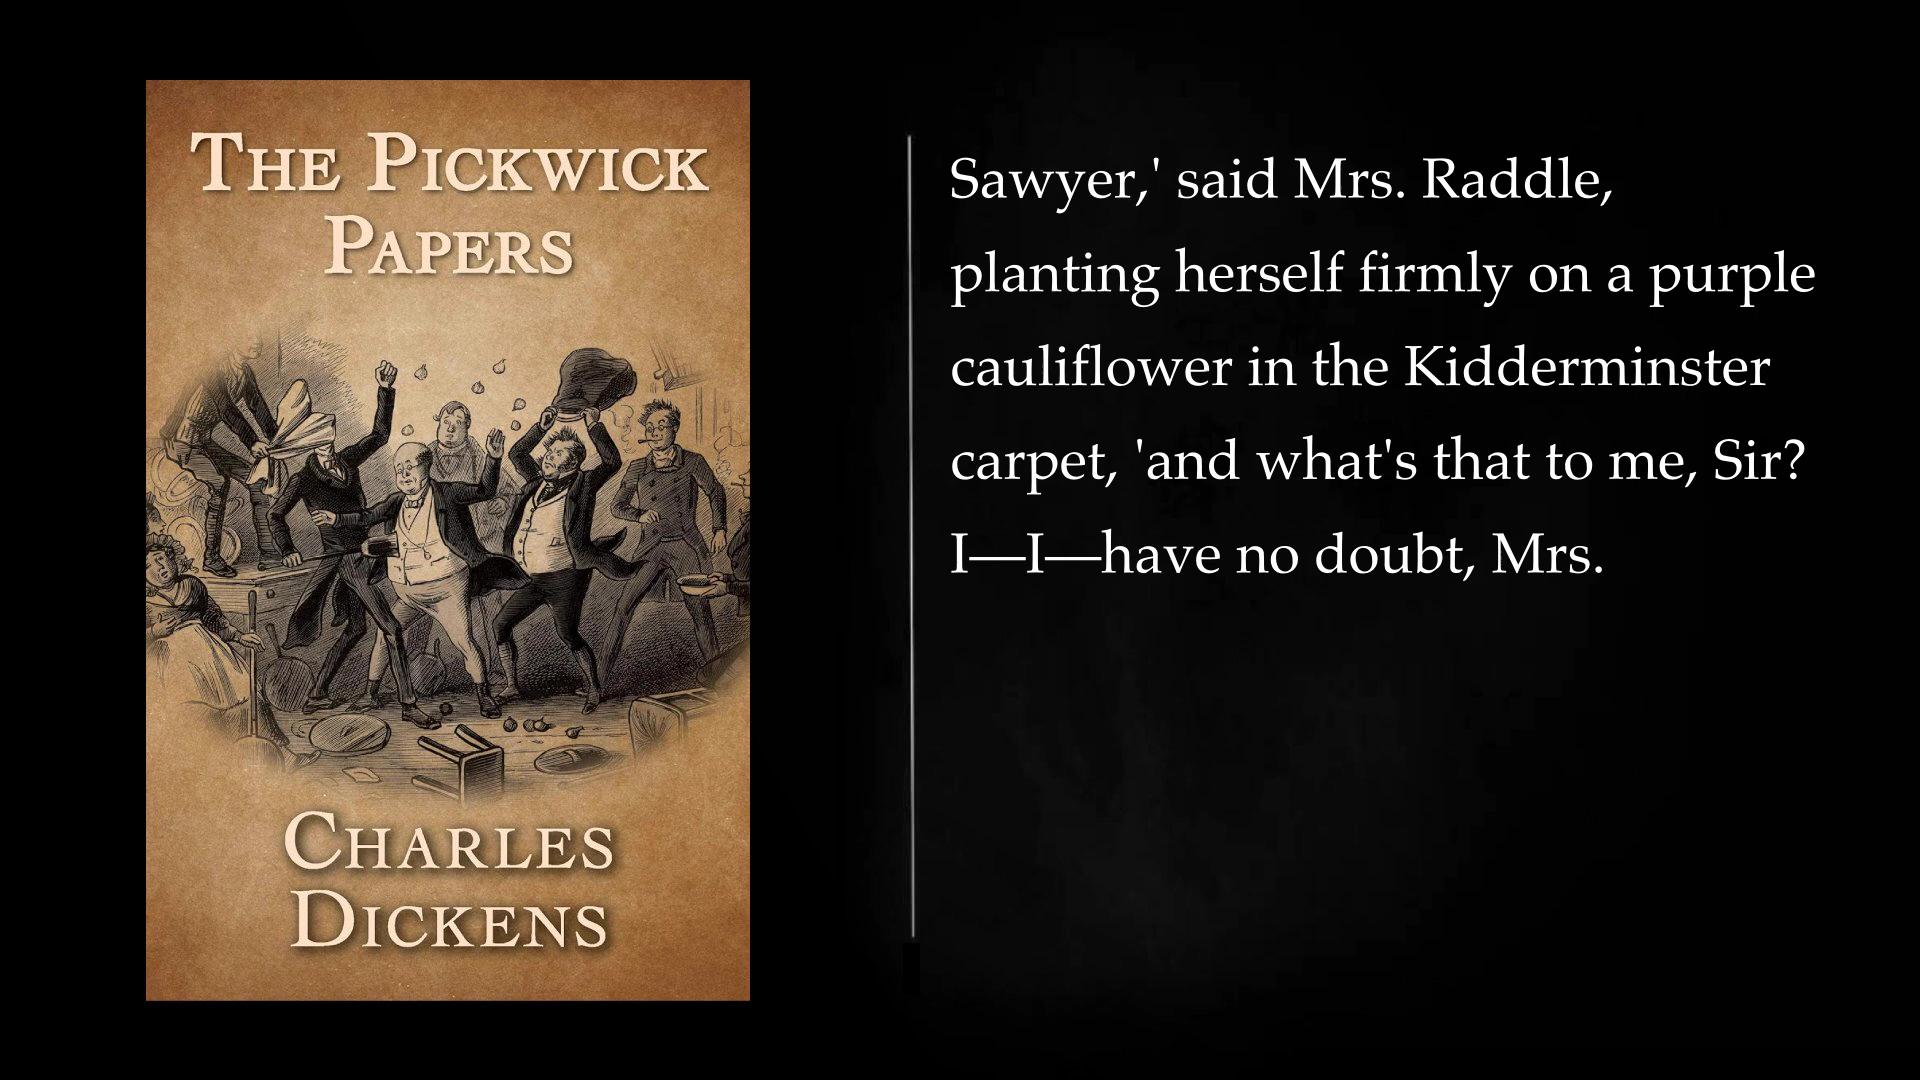 The Pickwick
Papers
Charles
Dickens
Sawyer,' said Mrs. Raddle,
planting herself firmly on a purple
cauliflower in the Kidderminster
carpet, 'and what's that to me, Sir?
I—I—have no doubt, Mrs.